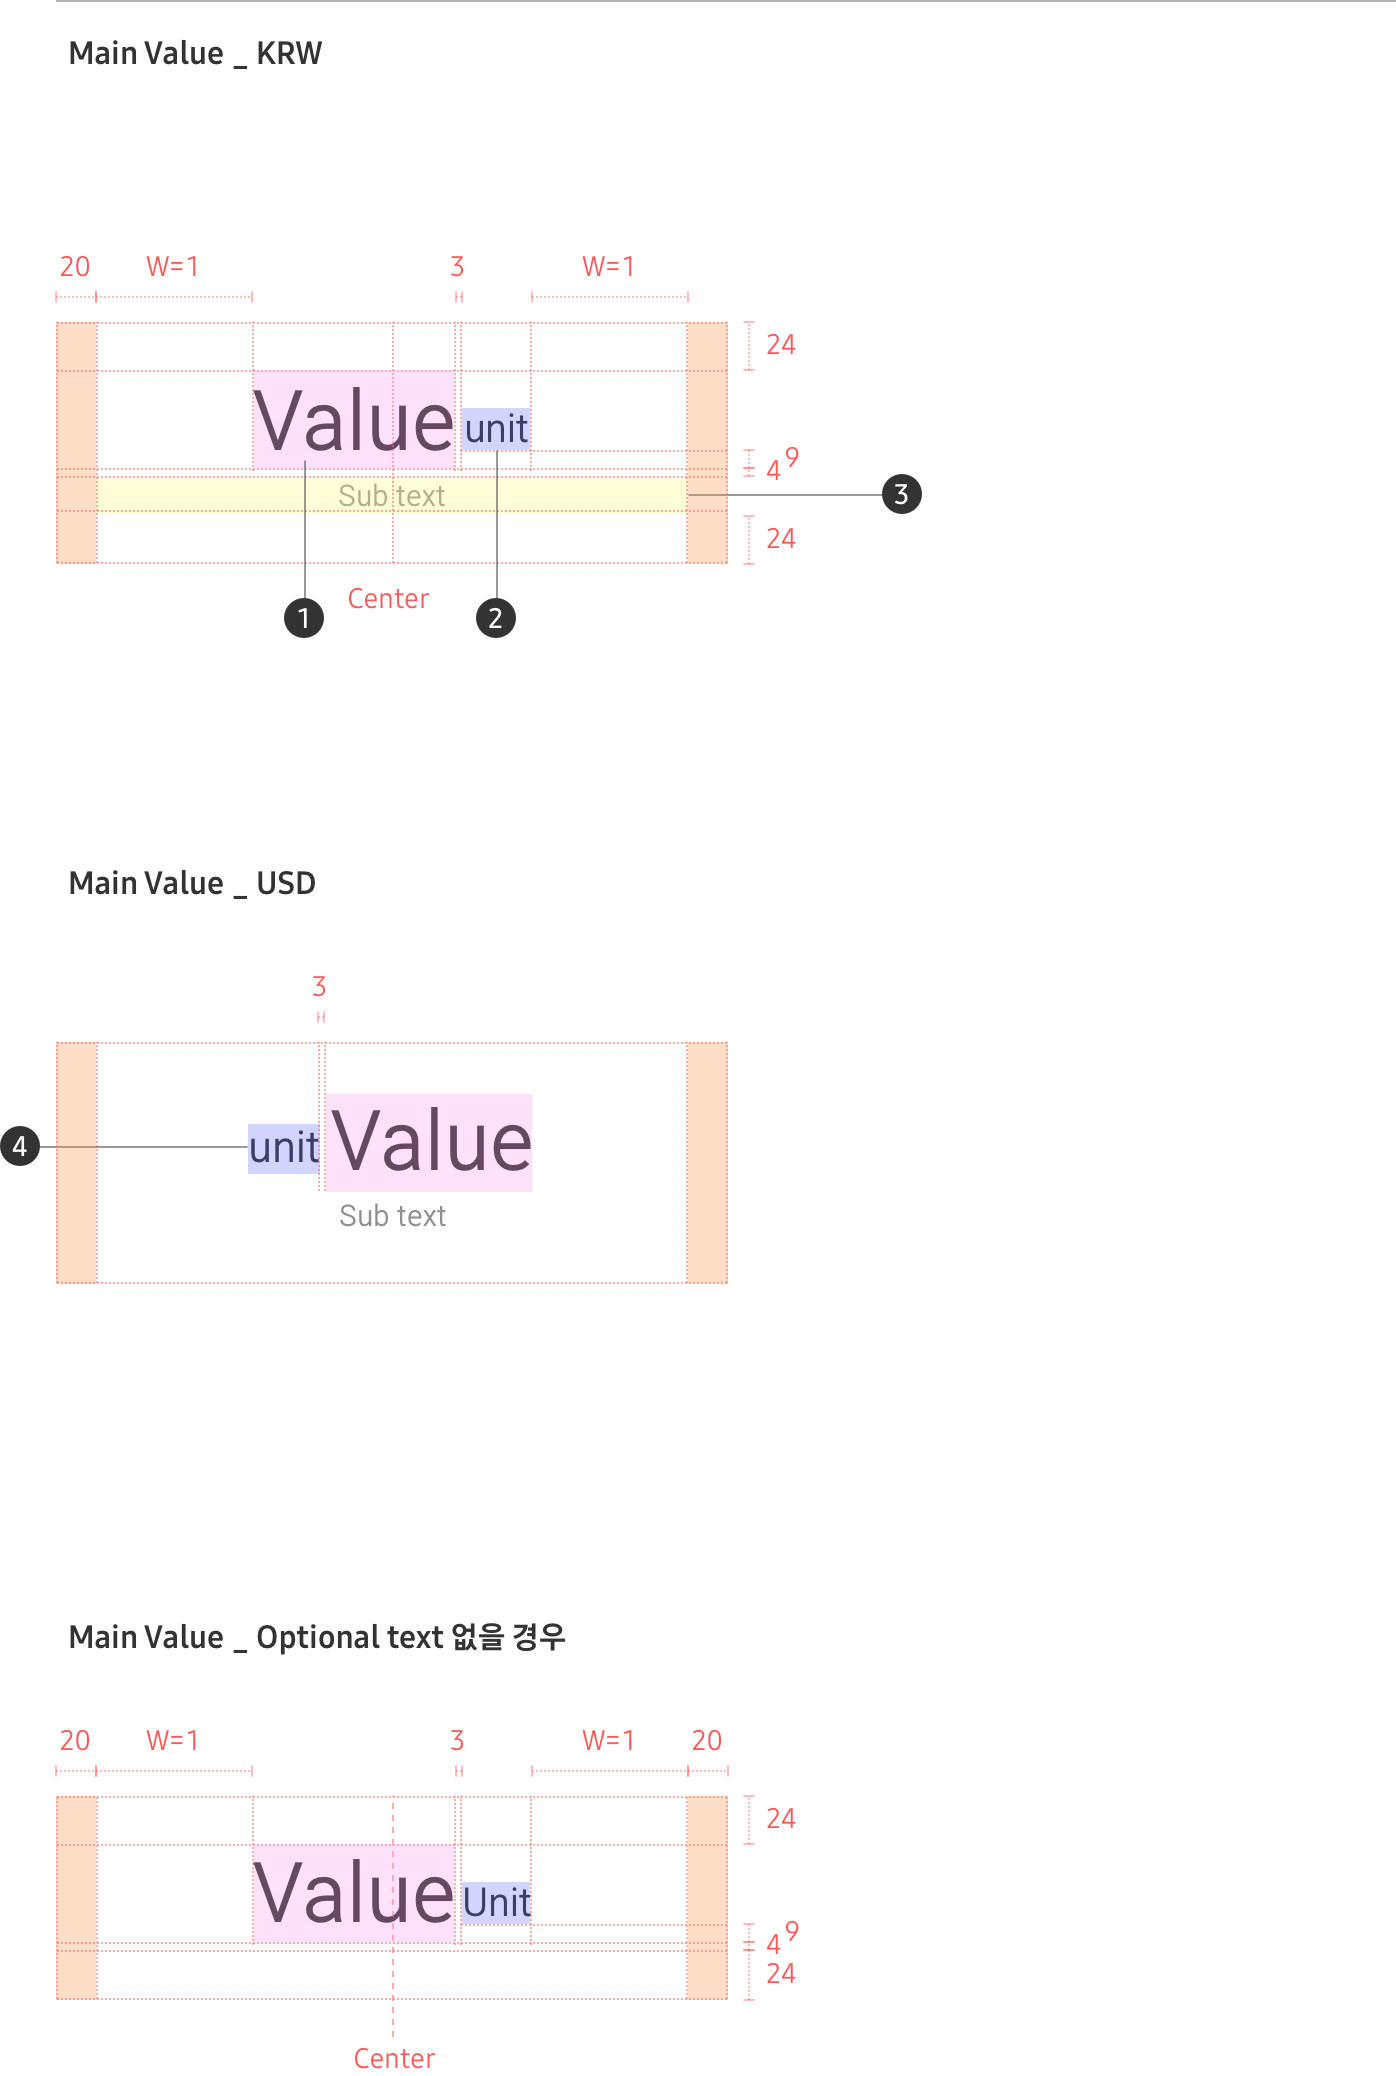 Main Value _ KRW
20 W=1 3 W=1
24
Value unit
9
4
Sub text
3
24
Center
1 2
Main Value _ USD
3
4 unit Value
Sub text
Main Value _ Optional text 없을 경우
20 W=1 3 W=1 20
24
Value Unit
9
4
24
Center